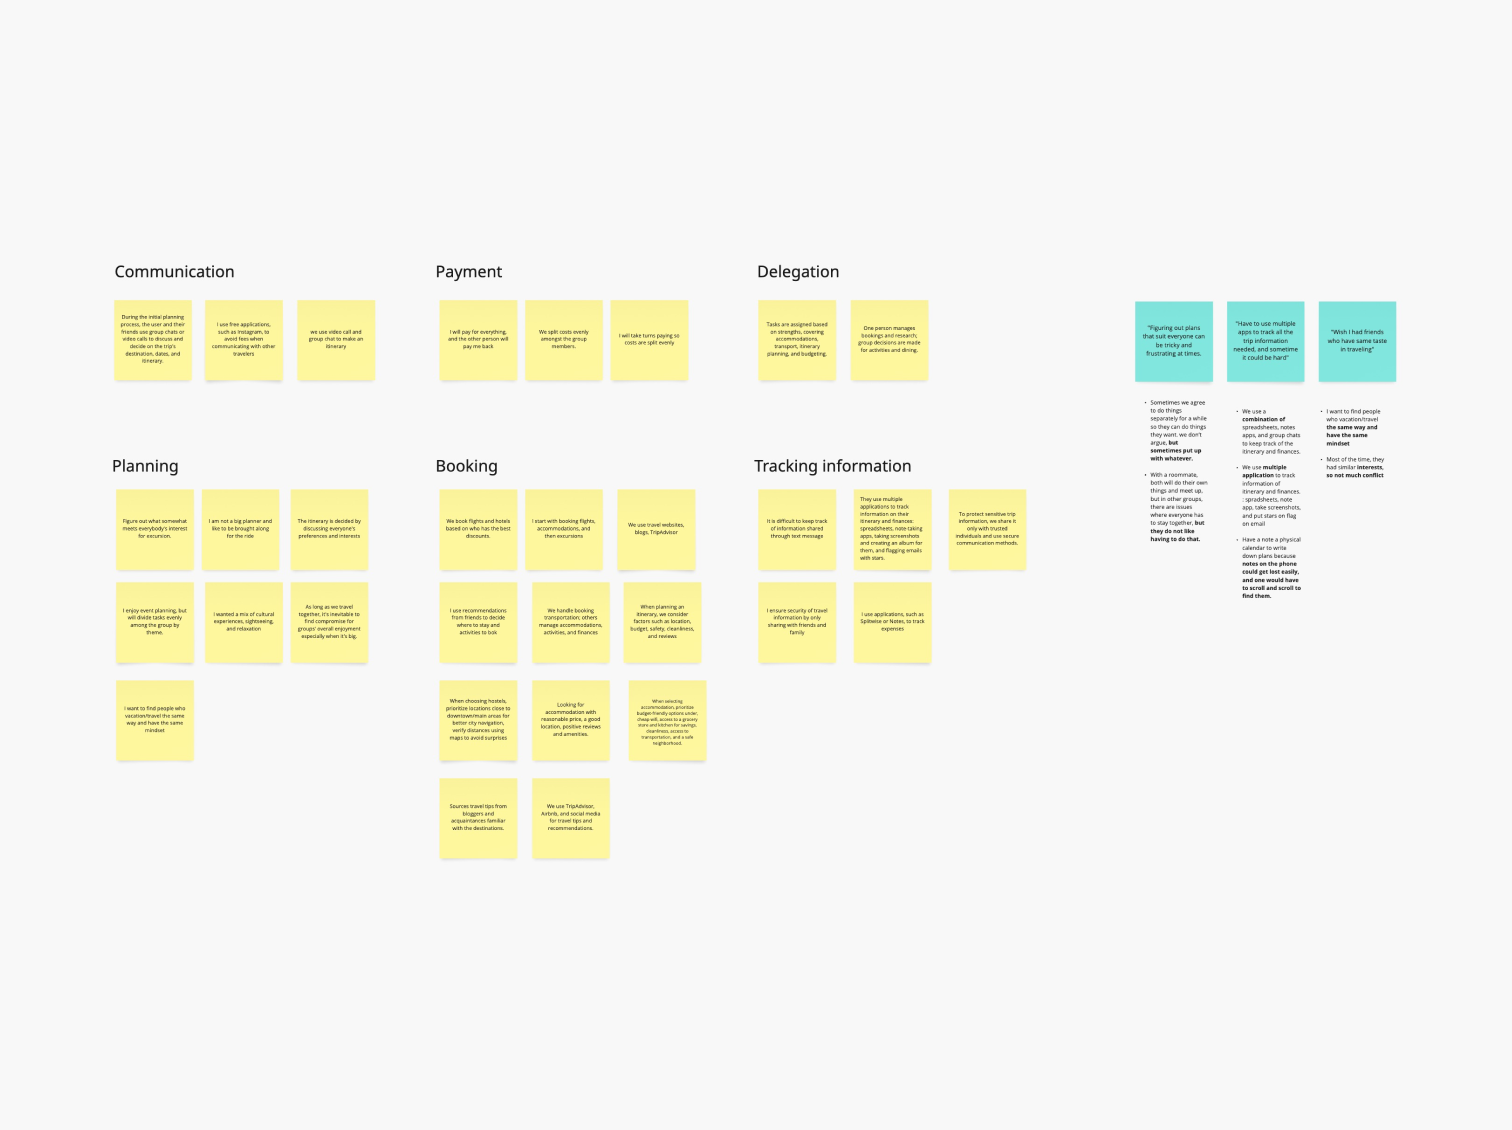 Communication
During the initial planning
process, the user and their
friends use group chats or
video calls to discuss and
decide on the trip's
destination, dates, and
itinerary.
I use free applications,
such as Instagram, to
avoid fees when
communicating with other
travelers
we use video call and
group chat to make an
itinerary
Payment
I will pay for everything,
and the other person will
pay me back
We split costs evenly
amongst the group
members.
I will take turns paying so
costs are split evenly
Delegation
Tasks are assigned based
on strengths, covering
accommodations,
transport, itinerary
planning, and budgeting.
One person manages
bookings and research;
group decisions are made
for activities and dining.
Planning
Figure out what somewhat
meets everybody's interest
for excursion.
I am not a big planner and
like to be brought along
for the ride
The itinerary is decided by
discussing everyone's
preferences and interests
I enjoy event planning, but
will divide tasks evenly
among the group by
theme.
I wanted a mix of cultural
experiences, sightseeing,
and relaxation
As long as we travel
together, it's inevitable to
find compromise for
groups' overall enjoyment
especially when it's big.
I want to find people who
vacation/travel the same
way and have the same
mindset
Booking
We book flights and hotels
based on who has the best
discounts.
I start with booking flights,
accommodations, and
then excursions
We use travel websites,
blogs, TripAdvisor
I use recommendations
from friends to decide
where to stay and
activities to bok
We handle booking
transportation; others
manage accommodations,
activities, and finances
When planning an
itinerary, we consider
factors such as location,
budget, safety, cleanliness,
and reviews
When choosing hostels,
prioritize locations close to
downtown/main areas for
better city navigation,
verify distances using
maps to avoid surprises
Looking for
accommodation with
reasonable price, a good
location, positive reviews
and amenities.
When selecting
accommodation, prioritize
budget-friendly options under,
cheap wifi, access to a grocery
store and kitchen for savings,
cleanliness, access to
transportation, and a safe
neighborhood.
Sources travel tips from
bloggers and
acquaintances familiar
with the destinations.
We use TripAdvisor,
Airbnb, and social media
for travel tips and
recommendations.
Tracking information
It is difficult to keep track
of information shared
through text message
They use multiple
applications to track
information on their
itinerary and finances:
spreadsheets, note-taking
apps, taking screenshots
and creating an album for
them, and flagging emails
with stars.
To protect sensitive trip
information, we share it
only with trusted
individuals and use secure
communication methods.
I ensure security of travel
information by only
sharing with friends and
family
I use applications, such as
Splitwise or Notes, to track
expenses
"Figuring out plans
that suit everyone can
be tricky and
frustrating at times.
• Sometimes we agree
to do things
separately for a while
so they can do things
they want. we don't
argue, but
sometimes put up
with whatever.
• With a roommate,
both will do their own
things and meet up,
but in other groups,
there are issues
where everyone has
to stay together, but
they do not like
having to do that.
"Have to use multiple
apps to track all the
trip information
needed, and sometime
it could be hard"
• We use a
combination of
spreadsheets, notes
apps, and group chats
to keep track of the
itinerary and finances.
• We use multiple
application to track
information of
itinerary and finances.
: spradsheets, note
app, take screenshots,
and put stars on flag
on email
• Have a note a physical
calendar to write
down plans because
notes on the phone
could get lost easily,
and one would have
to scroll and scroll to
find them.
"Wish I had friends
who have same taste
in traveling"
• I want to find people
who vacation/travel
the same way and
have the same
mindset
• Most of the time, they
had similar interests,
so not much conflict